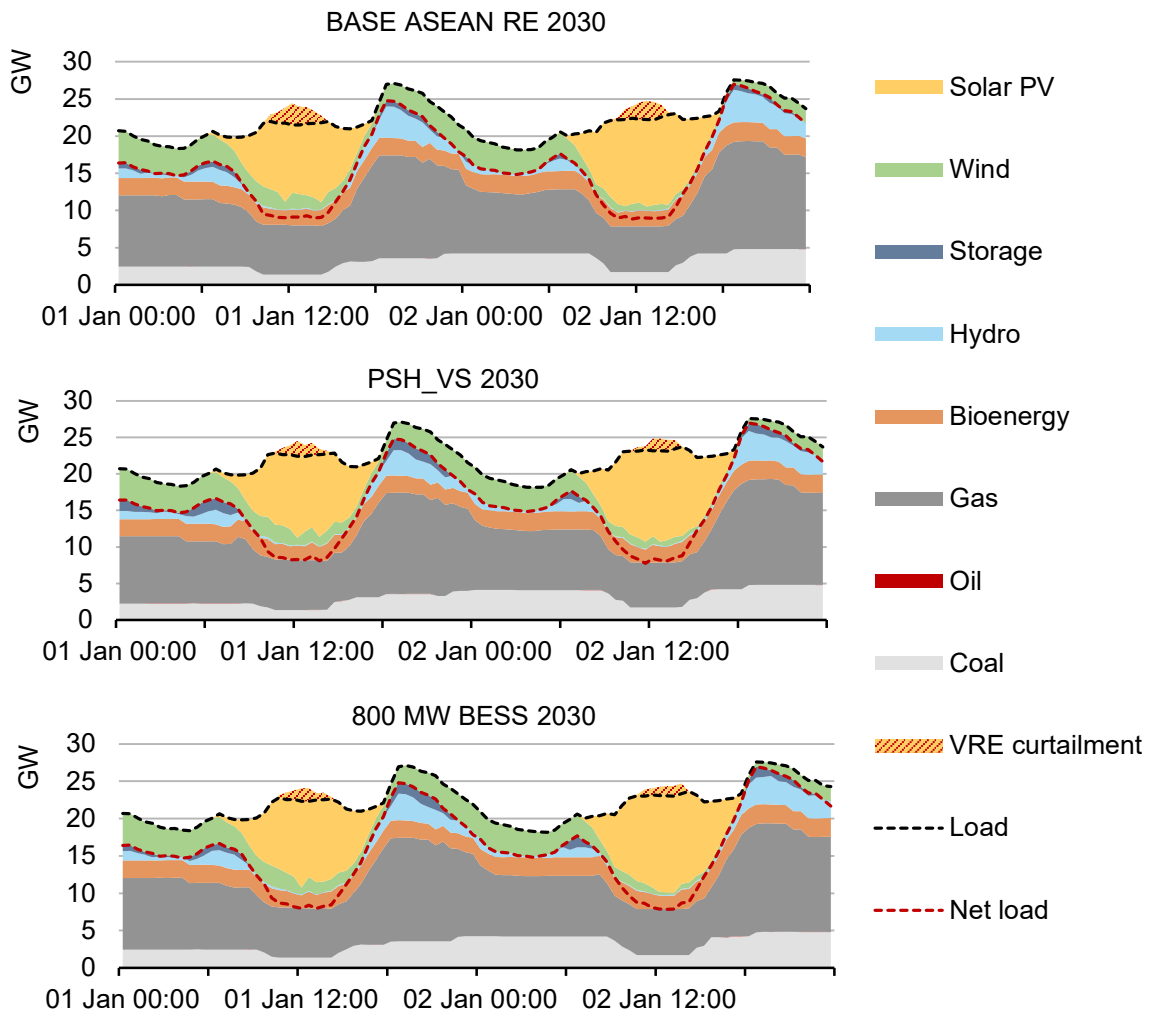 BASE ASEAN RE 2030
GW
30
25
20
15
10
5
0
01 Jan 00:00 01 Jan 12:00 02 Jan 00:00 02 Jan 12:00
PSH_VS 2030
GW
30
25
20
15
10
5
0
01 Jan 00:00 01 Jan 12:00 02 Jan 00:00 02 Jan 12:00
800 MW BESS 2030
GW
30
25
20
15
10
5
0
01 Jan 00:00 01 Jan 12:00 02 Jan 00:00 02 Jan 12:00
Solar PV
Wind
Storage
Hydro
Bioenergy
Gas
Oil
Coal
VRE curtailment
Load
Net load